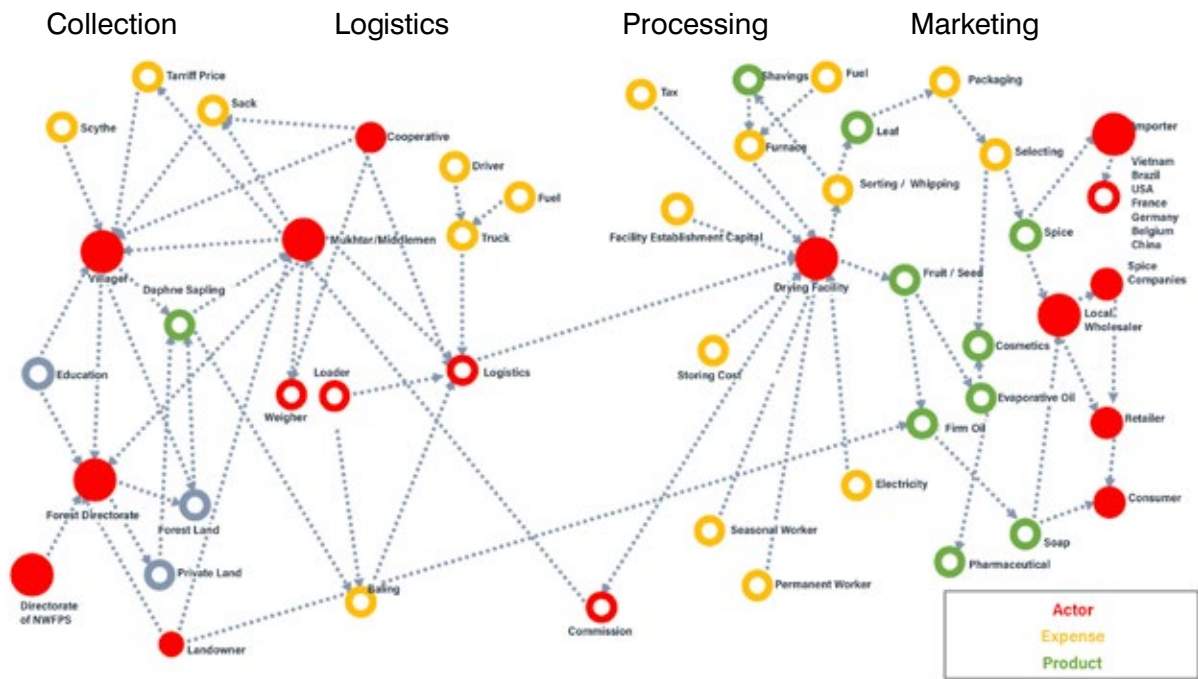 Collection
Logistics
Processing
Marketing
Tarriff Price
Sack
Scythe
Cooperative
Driver
Fuel
Truck
Villager
Mukhtar/Middlemen
Daphne Sapling
Education
Loader
Weigher
Logistics
Forest Directorate
Forest Land
Private Land
Directorate
of NWFPS
Landowner
Baling
Commission
Tax
Shavings
Fuel
Furnace
Leaf
Sorting / Whipping
Facility Establishment Capital
Drying Facility
Storing Cost
Fruit / Seed
Firm Oil
Electricity
Seasonal Worker
Permanent Worker
Packaging
Selecting
Importer
Vietnam
Brazil
USA
France
Germany
Belgium
China
Spice
Spice
Companies
Local
Wholesaler
Cosmetics
Evaporative Oil
Retailer
Consumer
Soap
Pharmaceutical
Actor
Expense
Product